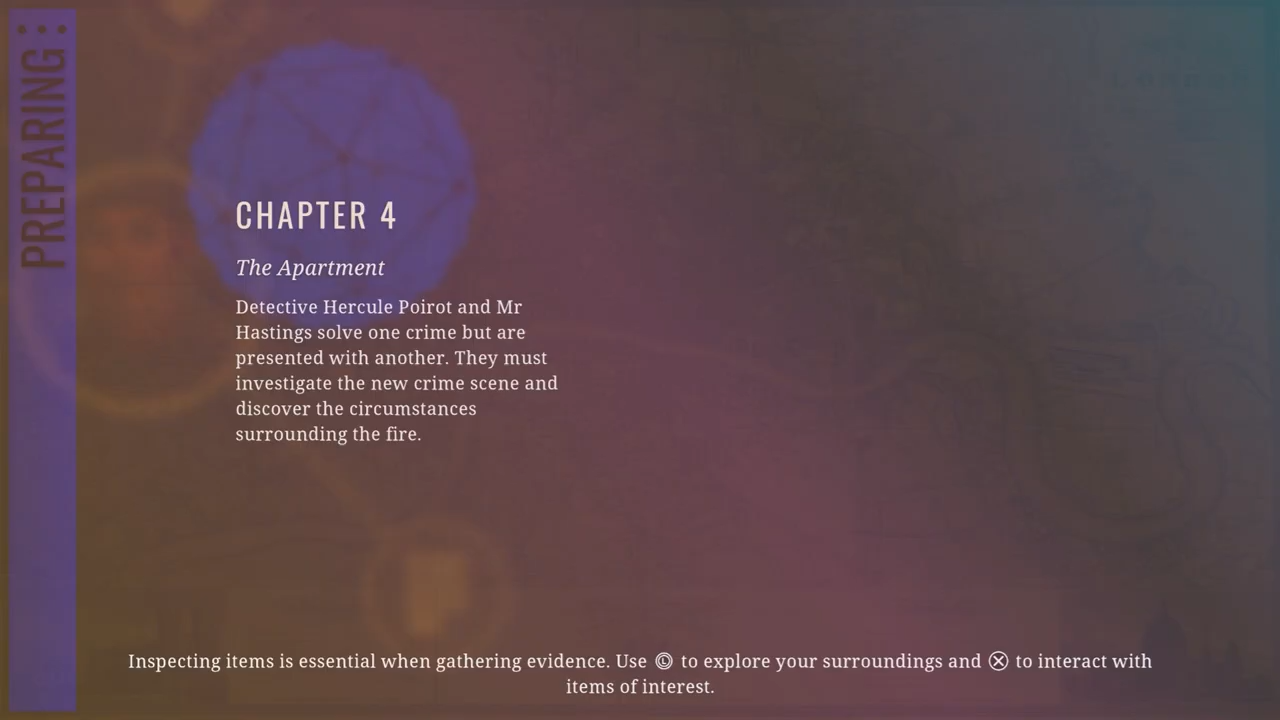 PREPARING :
CHAPTER 4
The Apartment
Detective Hercule Poirot and Mr
Hastings solve one crime but are
presented with another. They must
investigate the new crime scene and
discover the circumstances
surrounding the fire.
Inspecting items is essential when gathering evidence. Use Ⓛ to explore your surroundings and ⓧ to interact with
items of interest.